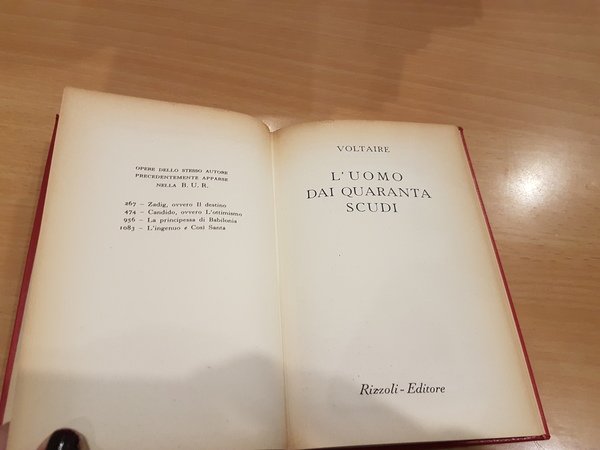 OPERE DELLO STESSO AUTORE
PRECEDENTEMENTE APPARSE
NELLA B. U. R.
267 – Zadig, ovvero Il destino
474 – Candido, ovvero L'ottimismo
956 – La principessa di Babilonia
1083 – L'ingenuo e Così Sancta
VOLTAIRE
L'UOMO
DAI QUARANTA
SCUDI
Rizzoli - Editore